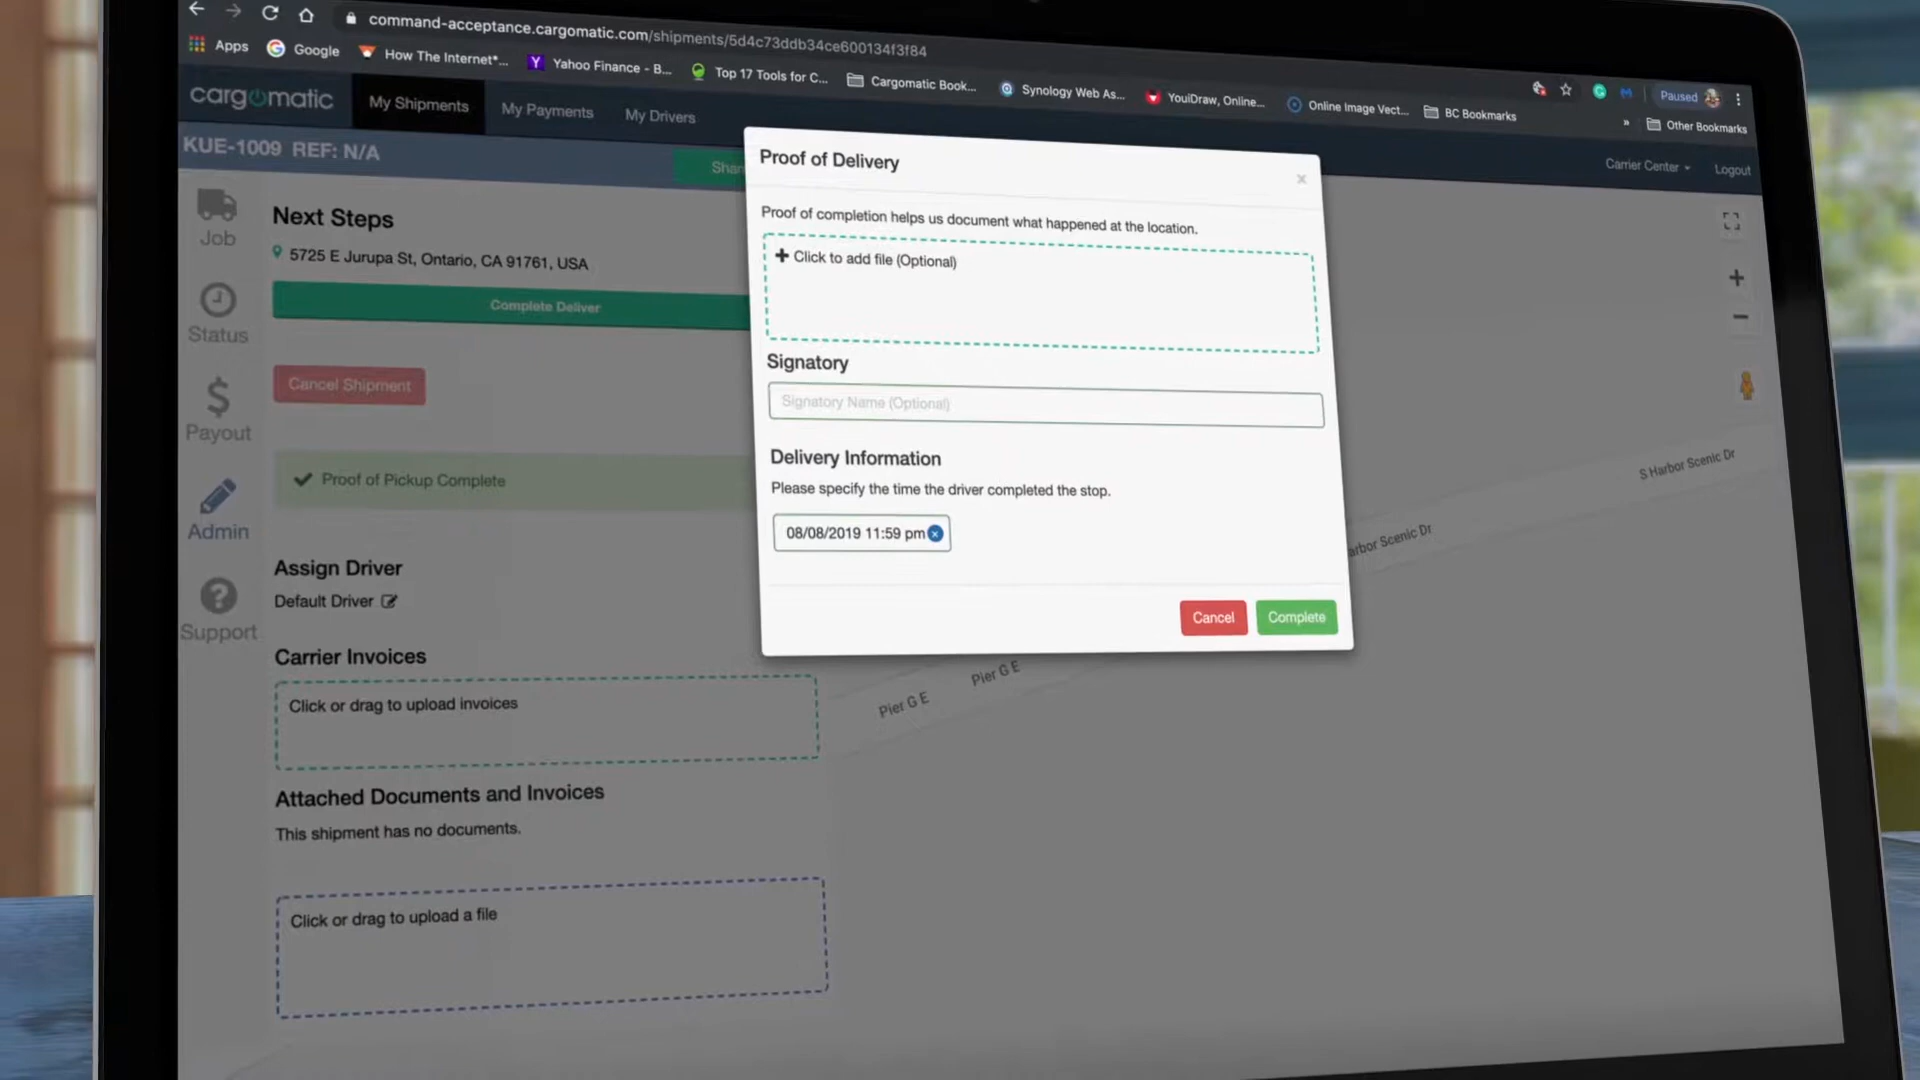 command-acceptance.cargomatic.com/shipments/5d4c73ddb34ce600134f3f84
Apps
Google
How The Internet*...
Yahoo Finance - B...
Top 17 Tools for C...
Cargomatic Book...
Synology Web As...
YouiDraw, Online...
Online Image Vect...
BC Bookmarks
Paused
»
Other Bookmarks
cargomatic
My Shipments
My Payments
My Drivers
Carrier Center
Logout
KUE-1009 REF: N/A
Job
Status
Payout
Admin
Support
Next Steps
5725 E Jurupa St, Ontario, CA 91761, USA
Complete Deliver
Cancel Shipment
Proof of Pickup Complete
Assign Driver
Default Driver
Carrier Invoices
Click or drag to upload invoices
Attached Documents and Invoices
This shipment has no documents.
Click or drag to upload a file
Proof of Delivery
×
Proof of completion helps us document what happened at the location.
+ Click to add file (Optional)
Signatory
Signatory Name (Optional)
Delivery Information
Please specify the time the driver completed the stop.
08/08/2019 11:59 pm
Cancel
Complete
S Harbor Scenic Dr
arbor Scenic Dr
Pier G E
Pier G E